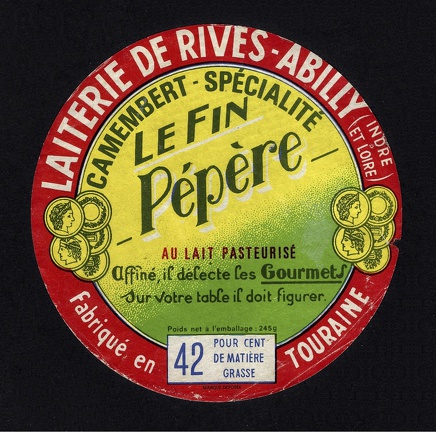 LAITERIE DE RIVES-ABILLY
(INDRE
ET LOIRE)
CAMEMBERT - SPÉCIALITÉ
LE FIN
Pépère
AU LAIT PASTEURISÉ
Affiné, il délecte les Gourmets
Sur votre table il doit figurer.
Poids net à l'emballage : 245g
42 POUR CENT
DE MATIÈRE
GRASSE
Fabriqué en TOURAINE